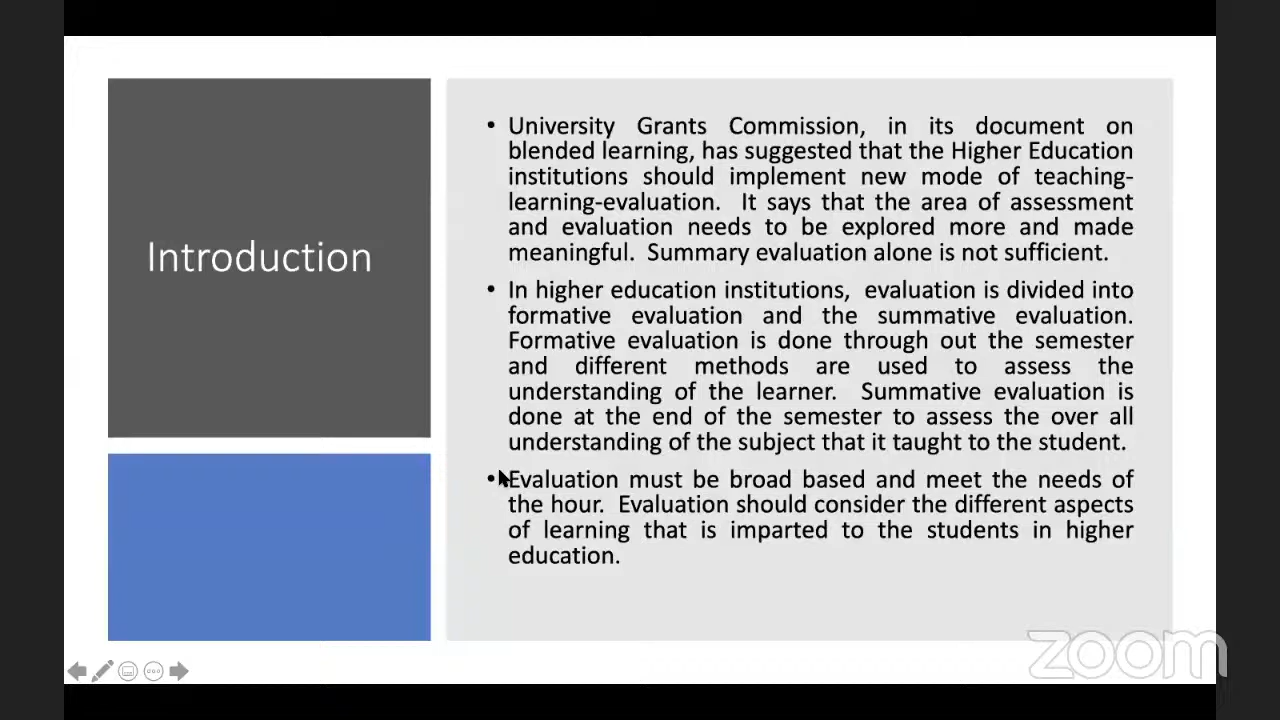 Introduction
• University Grants Commission, in its document on
blended learning, has suggested that the Higher Education
institutions should implement new mode of teaching-
learning-evaluation. It says that the area of assessment
and evaluation needs to be explored more and made
meaningful. Summary evaluation alone is not sufficient.
• In higher education institutions, evaluation is divided into
formative evaluation and the summative evaluation.
Formative evaluation is done through out the semester
and different methods are used to assess the
understanding of the learner. Summative evaluation is
done at the end of the semester to assess the over all
understanding of the subject that it taught to the student.
• Evaluation must be broad based and meet the needs of
the hour. Evaluation should consider the different aspects
of learning that is imparted to the students in higher
education.
zoom